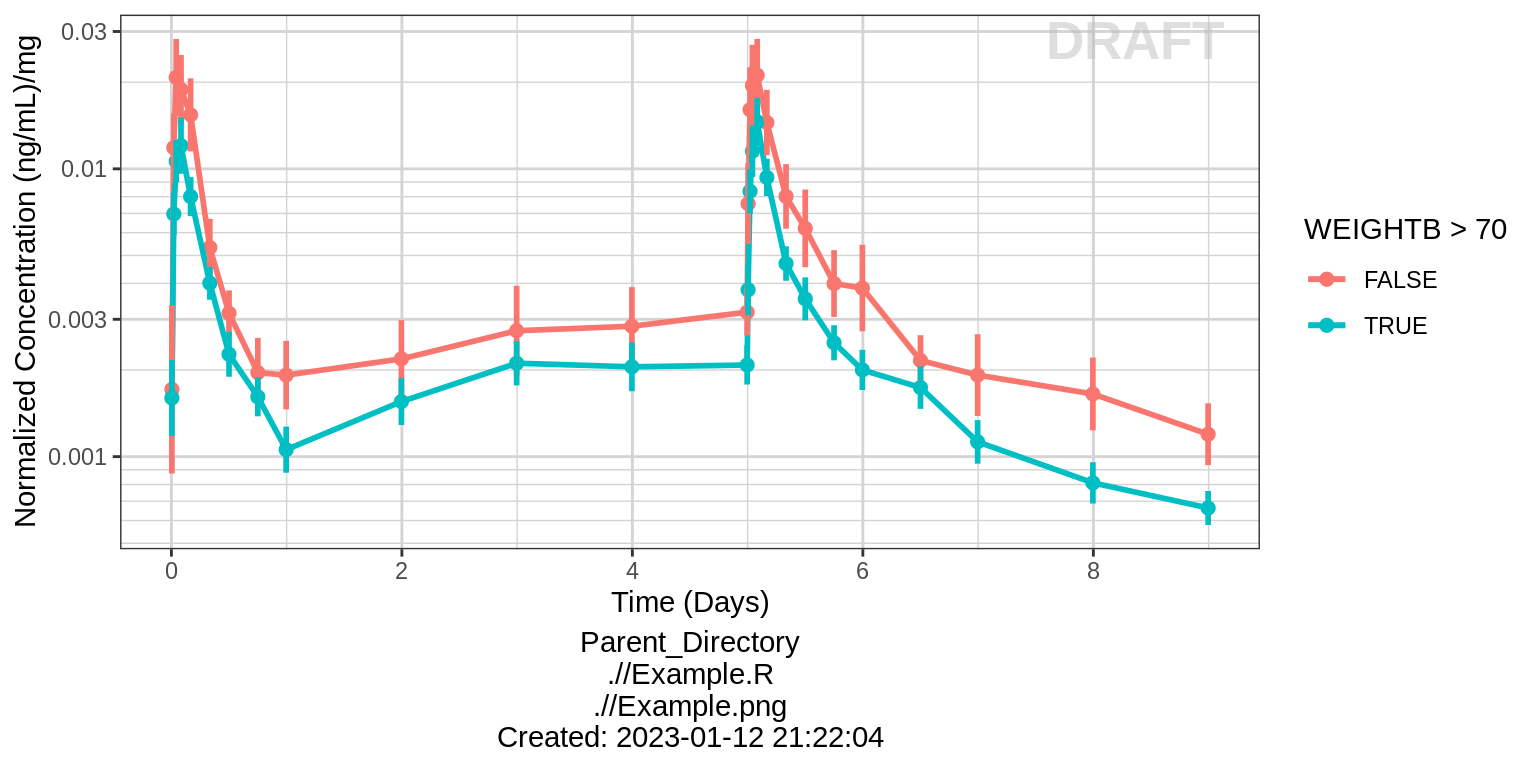 DRAFT
Normalized Concentration (ng/mL)/mg
0.03
0.01
0.003
0.001
0 2 4 6 8
Time (Days)
WEIGHTB > 70
FALSE
TRUE
Parent_Directory
.//Example.R
.//Example.png
Created: 2023-01-12 21:22:04